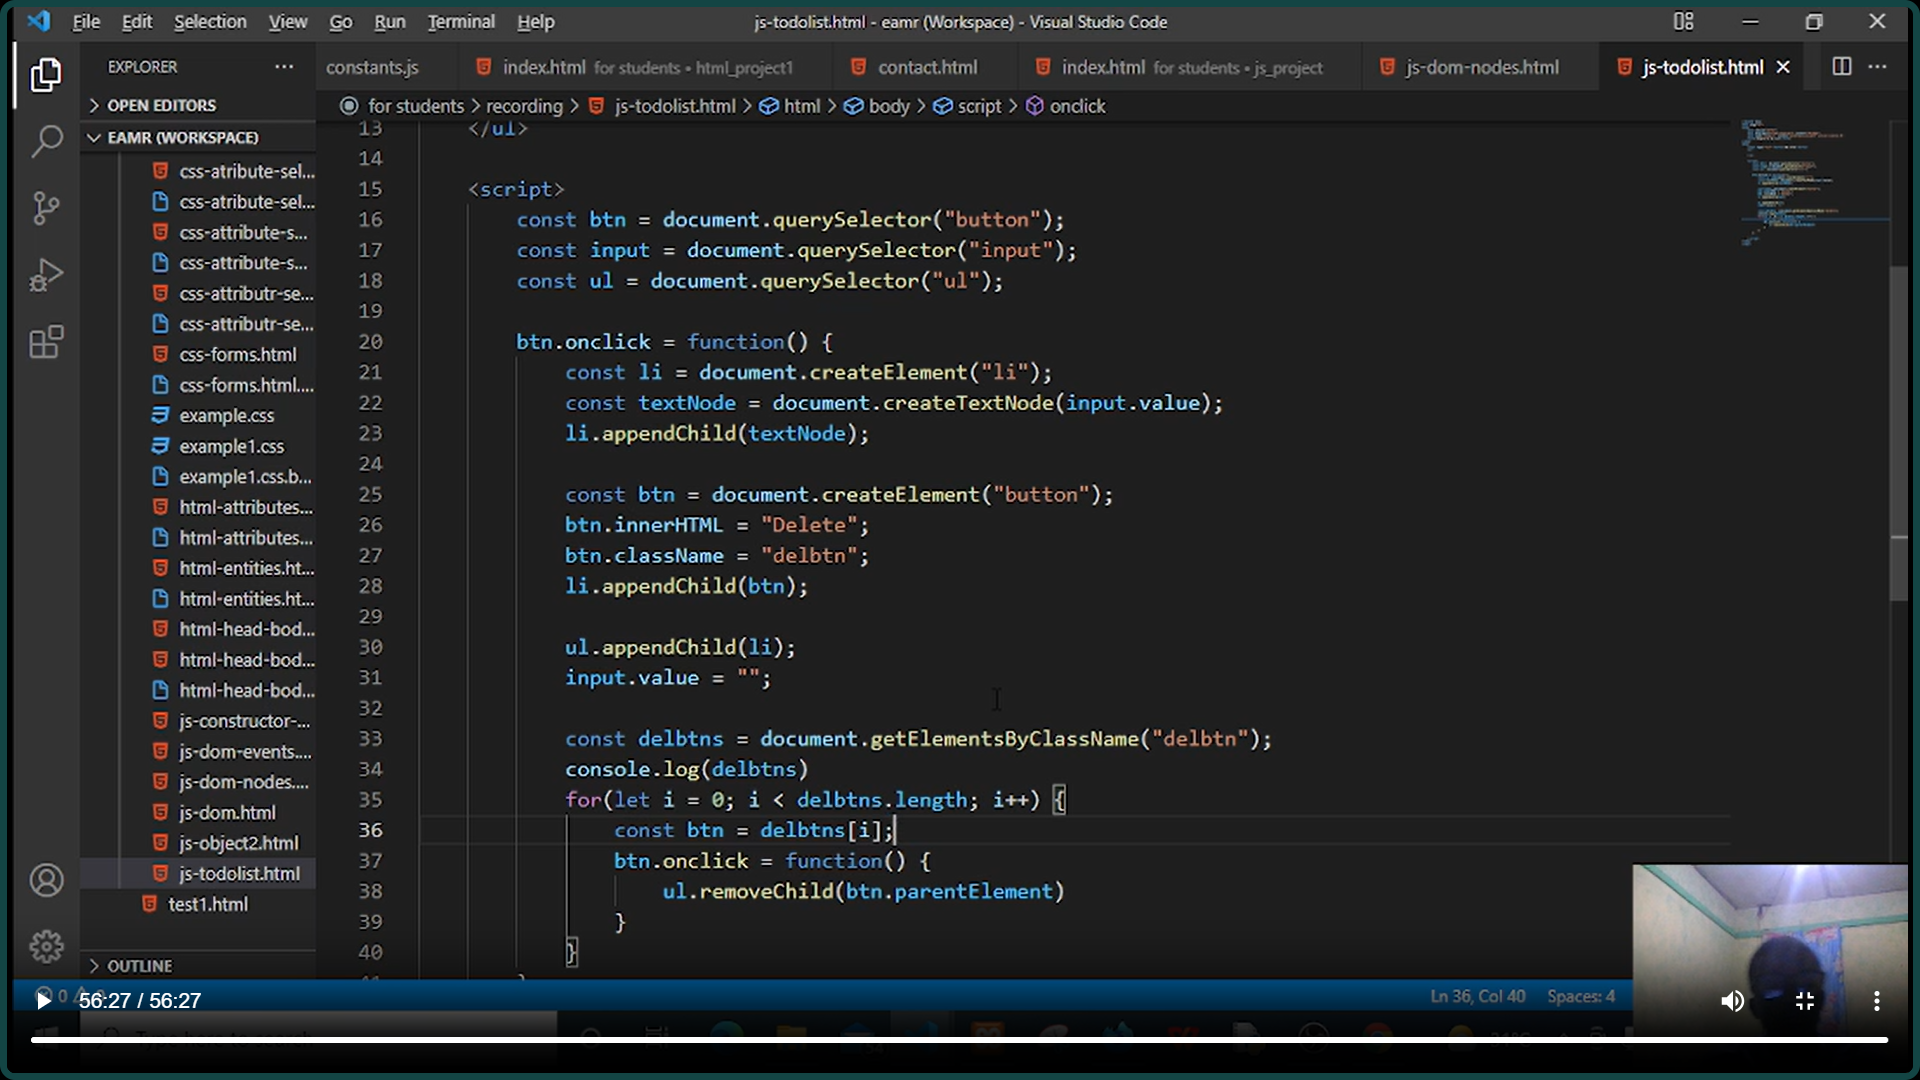 File Edit Selection View Go Run Terminal Help
js-todolist.html - eamr (Workspace) - Visual Studio Code
EXPLORER
constants.js
index.html for students • html_project1
contact.html
index.html for students • js_project
js-dom-nodes.html
js-todolist.html
OPEN EDITORS
for students > recording > js-todolist.html > html > body > script > onclick
EAMR (WORKSPACE)
css-atribute-sel...
css-atribute-sel...
css-attribute-s...
css-attribute-s...
css-attributr-se...
css-attributr-se...
css-forms.html
css-forms.html....
example.css
example1.css
example1.css.b...
html-attributes...
html-attributes...
html-entities.ht...
html-entities.ht...
html-head-bod...
html-head-bod...
html-head-bod...
js-constructor-...
js-dom-events....
js-dom-nodes....
js-dom.html
js-object2.html
js-todolist.html
test1.html
OUTLINE
13 </ul>
14
15 <script>
16 const btn = document.querySelector("button");
17 const input = document.querySelector("input");
18 const ul = document.querySelector("ul");
19
20 btn.onclick = function() {
21 const li = document.createElement("li");
22 const textNode = document.createTextNode(input.value);
23 li.appendChild(textNode);
24
25 const btn = document.createElement("button");
26 btn.innerHTML = "Delete";
27 btn.className = "delbtn";
28 li.appendChild(btn);
29
30 ul.appendChild(li);
31 input.value = "";
32
33 const delbtns = document.getElementsByClassName("delbtn");
34 console.log(delbtns)
35 for(let i = 0; i < delbtns.length; i++) {
36 const btn = delbtns[i];
37 btn.onclick = function() {
38 ul.removeChild(btn.parentElement)
39 }
40 }
56:27 / 56:27
Ln 36, Col 40 Spaces: 4